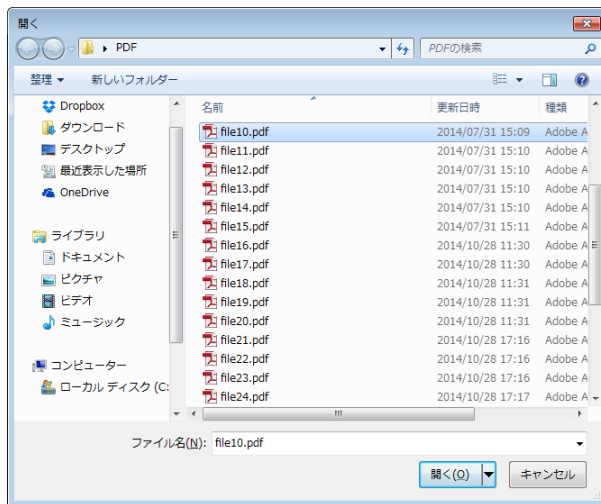 開く
PDF
PDFの検索
整理
新しいフォルダー
Dropbox
ダウンロード
デスクトップ
最近表示した場所
OneDrive
ライブラリ
ドキュメント
ピクチャ
ビデオ
ミュージック
コンピューター
ローカル ディスク (C:
名前 更新日時 種類
file10.pdf 2014/07/31 15:09 Adobe A
file11.pdf 2014/07/31 15:10 Adobe A
file12.pdf 2014/07/31 15:10 Adobe A
file13.pdf 2014/07/31 15:10 Adobe A
file14.pdf 2014/07/31 15:10 Adobe A
file15.pdf 2014/07/31 15:11 Adobe A
file16.pdf 2014/10/28 11:30 Adobe A
file17.pdf 2014/10/28 11:30 Adobe A
file18.pdf 2014/10/28 11:31 Adobe A
file19.pdf 2014/10/28 11:31 Adobe A
file20.pdf 2014/10/28 11:31 Adobe A
file21.pdf 2014/10/28 17:16 Adobe A
file22.pdf 2014/10/28 17:16 Adobe A
file23.pdf 2014/10/28 17:16 Adobe A
file24.pdf 2014/10/28 17:17 Adobe A
ファイル名(N): file10.pdf
開く(O) キャンセル